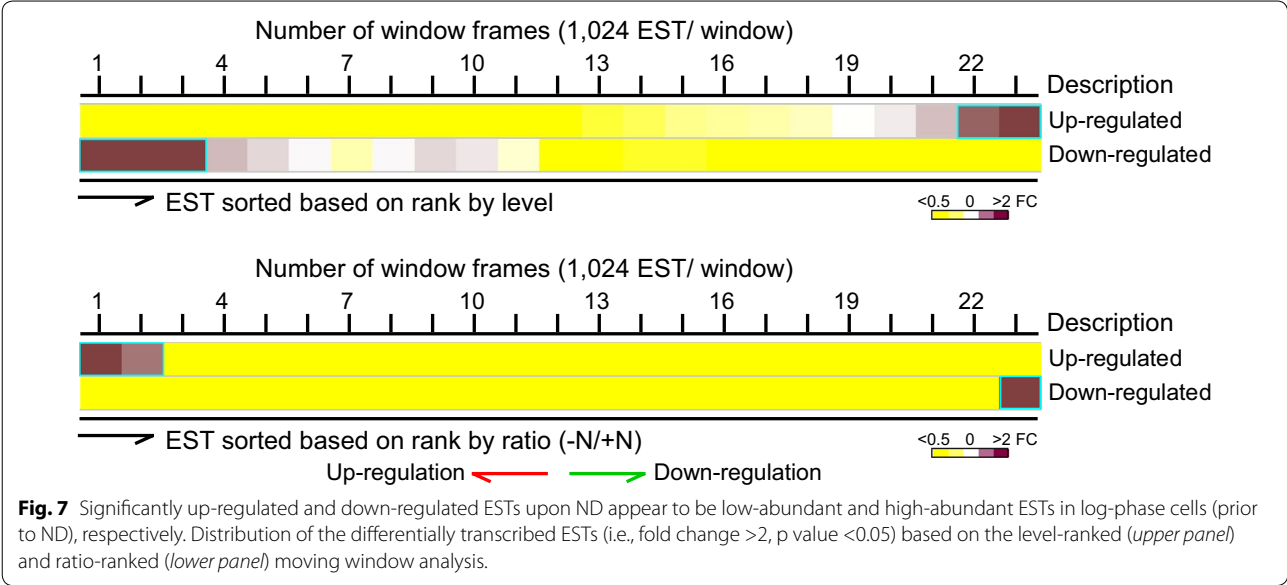 Number of window frames (1,024 EST/ window)
1 4 7 10 13 16 19 22
Description
Up-regulated
Down-regulated
EST sorted based on rank by level
<0.5 0 >2 FC
Number of window frames (1,024 EST/ window)
1 4 7 10 13 16 19 22
Description
Up-regulated
Down-regulated
EST sorted based on rank by ratio (-N/+N)
<0.5 0 >2 FC
Up-regulation Down-regulation
Fig. 7 Significantly up-regulated and down-regulated ESTs upon ND appear to be low-abundant and high-abundant ESTs in log-phase cells (prior
to ND), respectively. Distribution of the differentially transcribed ESTs (i.e., fold change >2, p value <0.05) based on the level-ranked (upper panel)
and ratio-ranked (lower panel) moving window analysis.